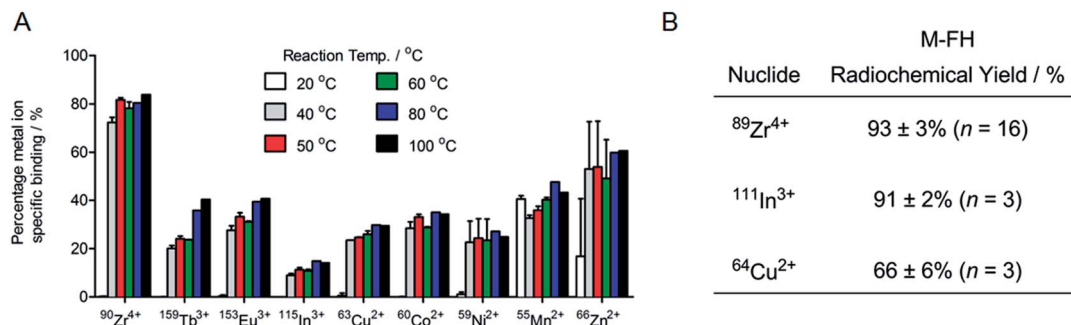 A
Percentage metal ion
specific binding / %
100
80
60
40
20
0
Reaction Temp. / °C
20 °C
40 °C
50 °C
60 °C
80 °C
100 °C
⁹⁰Zr⁴⁺ ¹⁵⁹Tb³⁺ ¹⁵³Eu³⁺ ¹¹⁵In³⁺ ⁶³Cu²⁺ ⁶⁰Co²⁺ ⁵⁹Ni²⁺ ⁵⁵Mn²⁺ ⁶⁶Zn²⁺
B
M-FH
Nuclide Radiochemical Yield / %
⁸⁹Zr⁴⁺ 93 ± 3% (n = 16)
¹¹¹In³⁺ 91 ± 2% (n = 3)
⁶⁴Cu²⁺ 66 ± 6% (n = 3)